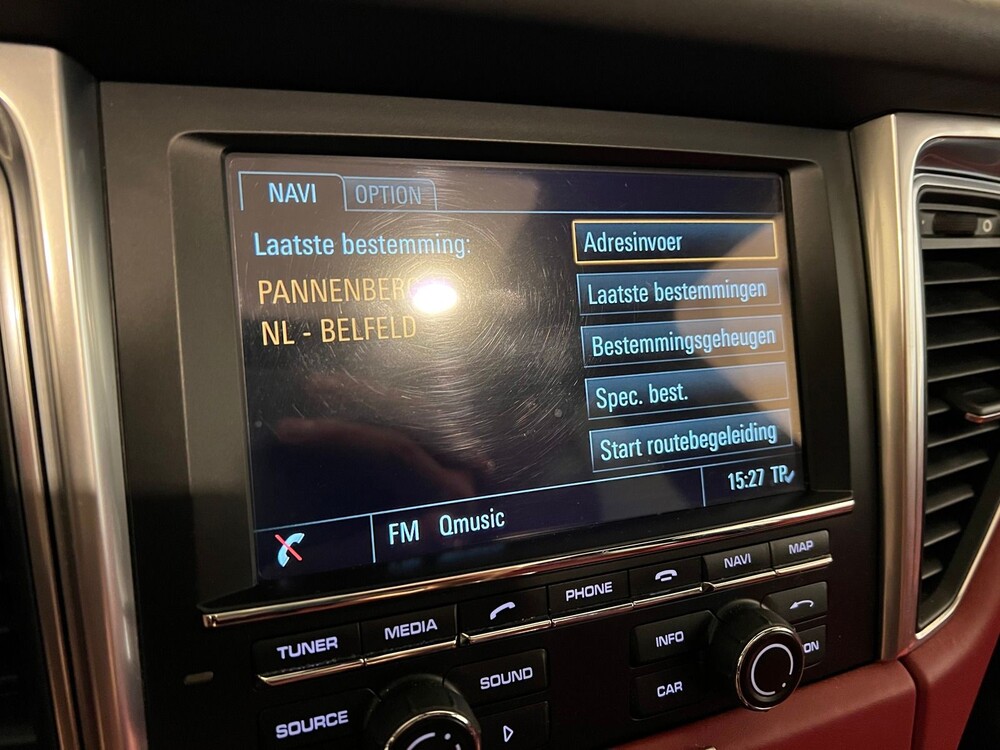 NAVI
OPTION
Laatste bestemming:
NL - BELFELD
Adresinvoer
Laatste bestemmingen
Bestemmingsgeheugen
Spec. best.
Start routebegeleiding
FM Qmusic
15:27 TP
TUNER
MEDIA
PHONE
NAVI
MAP
SOURCE
SOUND
INFO
CAR